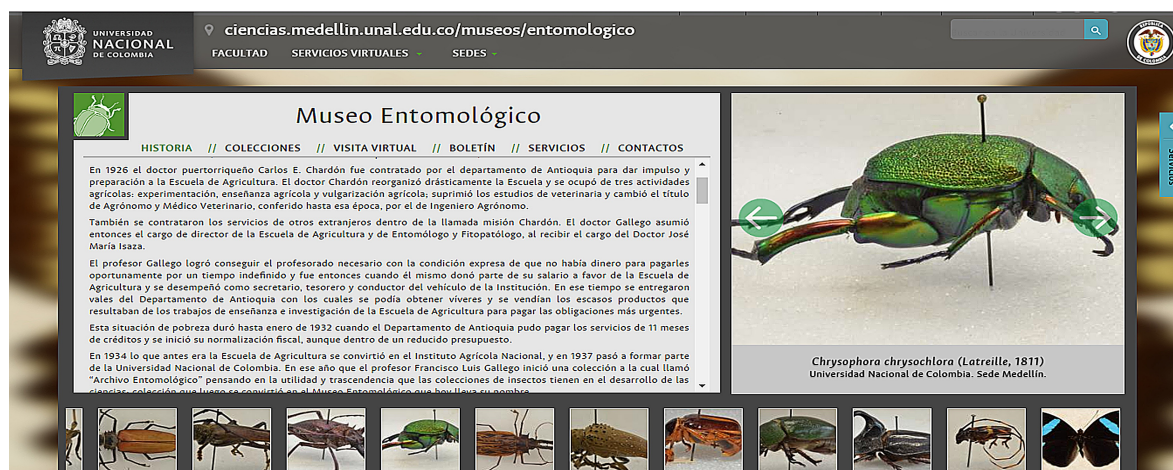 UNIVERSIDAD
NACIONAL
DE COLOMBIA
ciencias.medellin.unal.edu.co/museos/entomologico
FACULTAD SERVICIOS VIRTUALES SEDES
Museo Entomológico
HISTORIA // COLECCIONES // VISITA VIRTUAL // BOLETÍN // SERVICIOS // CONTACTOS
En 1926 el doctor puertorriqueño Carlos E. Chardón fue contratado por el departamento de Antioquia para dar impulso y
preparación a la Escuela de Agricultura. El doctor Chardón reorganizó drásticamente la Escuela y se ocupó de tres actividades
agrícolas: experimentación, enseñanza agrícola y vulgarización agrícola; suprimió los estudios de veterinaria y cambió el título
de Agrónomo y Médico Veterinario, conferido hasta esa época, por el de Ingeniero Agrónomo.
También se contrataron los servicios de otros extranjeros dentro de la llamada misión Chardón. El doctor Gallego asumió
entonces el cargo de director de la Escuela de Agricultura y de Entomólogo y Fitopatólogo, al recibir el cargo del Doctor José
María Isaza.
El profesor Gallego logró conseguir el profesorado necesario con la condición expresa de que no había dinero para pagarles
oportunamente por un tiempo indefinido y fue entonces cuando él mismo donó parte de su salario a favor de la Escuela de
Agricultura y se desempeñó como secretario, tesorero y conductor del vehículo de la Institución. En ese tiempo se entregaron
vales del Departamento de Antioquia con los cuales se podía obtener víveres y se vendían los escasos productos que
resultaban de los trabajos de enseñanza e investigación de la Escuela de Agricultura para pagar las obligaciones más urgentes.
Esta situación de pobreza duró hasta enero de 1932 cuando el Departamento de Antioquia pudo pagar los servicios de 11 meses
de créditos y se inició su normalización fiscal, aunque dentro de un reducido presupuesto.
En 1934 lo que antes era la Escuela de Agricultura se convirtió en el Instituto Agrícola Nacional, y en 1937 pasó a formar parte
de la Universidad Nacional de Colombia. En ese año que el profesor Francisco Luis Gallego inició una colección a la cual llamó
"Archivo Entomológico" pensando en la utilidad y trascendencia que las colecciones de insectos tienen en el desarrollo de las
ciencias; colección que luego se convirtió en el Museo Entomológico que hoy lleva su nombre.
Chrysophora chrysochlora (Latreille, 1811)
Universidad Nacional de Colombia. Sede Medellín.
Servicios